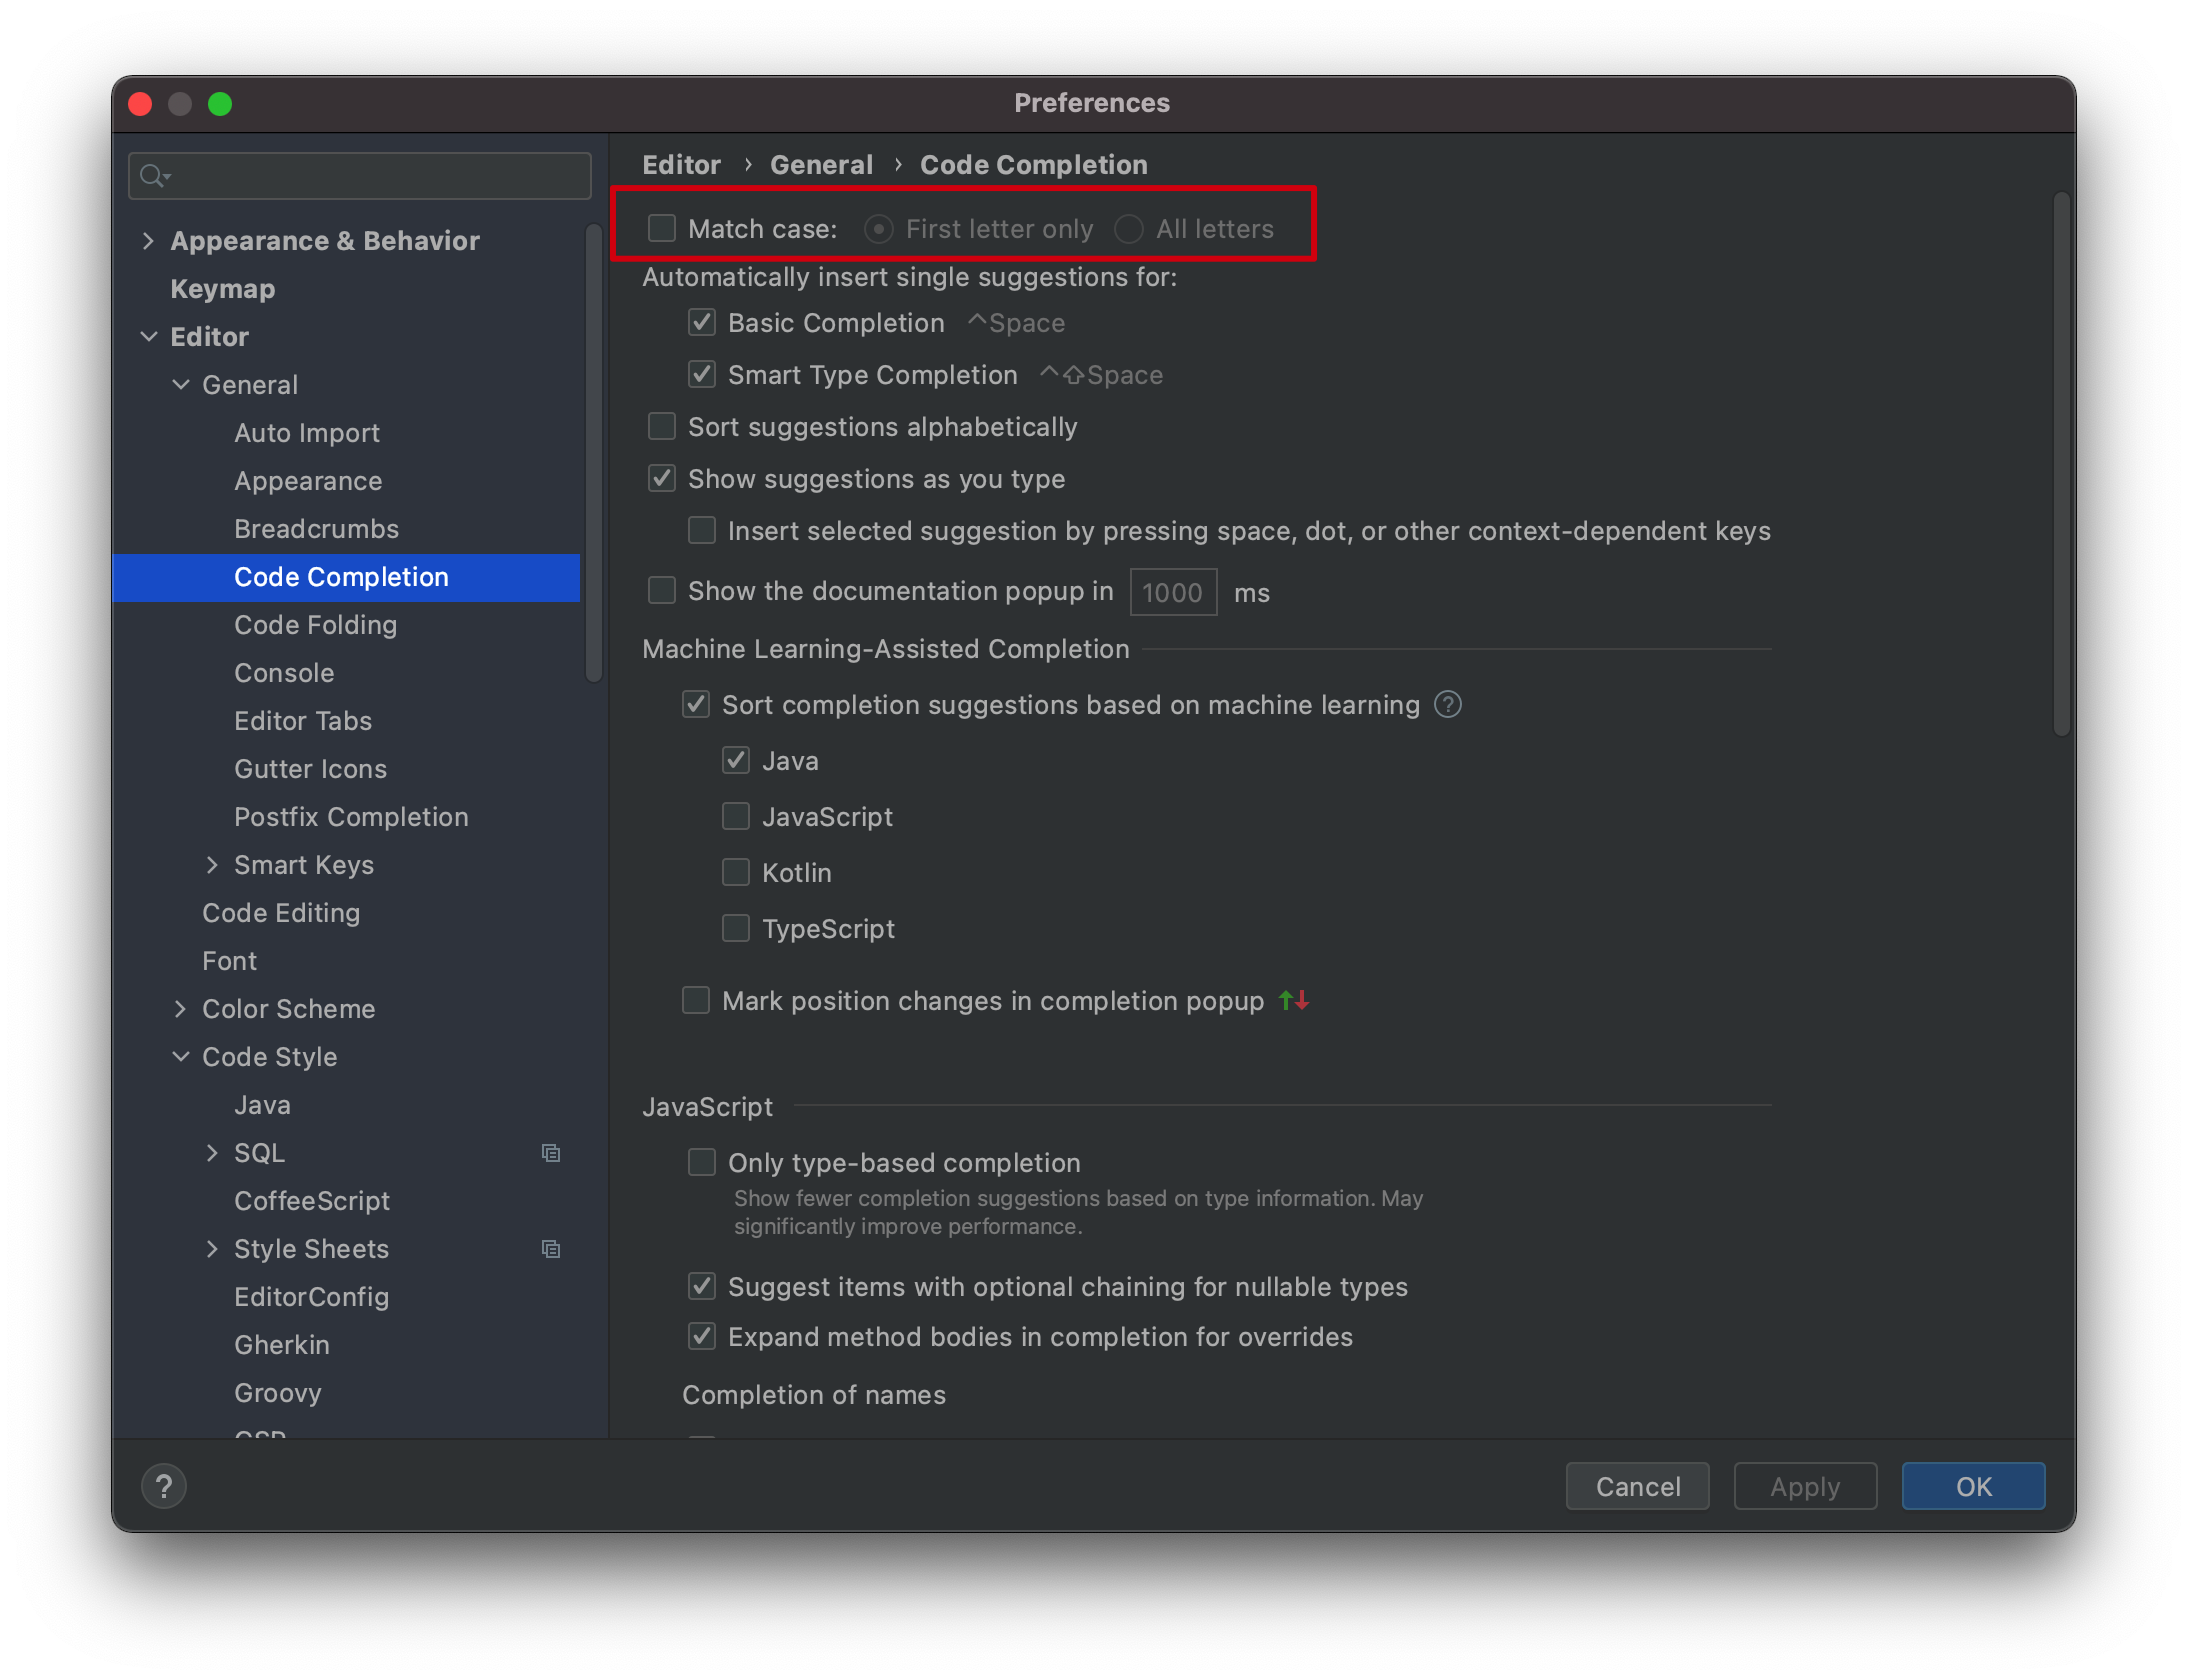 Preferences
Appearance & Behavior
Keymap
Editor
General
Auto Import
Appearance
Breadcrumbs
Code Completion
Code Folding
Console
Editor Tabs
Gutter Icons
Postfix Completion
Smart Keys
Code Editing
Font
Color Scheme
Code Style
Java
SQL
CoffeeScript
Style Sheets
EditorConfig
Gherkin
Groovy
Editor › General › Code Completion
Match case: First letter only All letters
Automatically insert single suggestions for:
Basic Completion ^Space
Smart Type Completion ^⇧Space
Sort suggestions alphabetically
Show suggestions as you type
Insert selected suggestion by pressing space, dot, or other context-dependent keys
Show the documentation popup in 1000 ms
Machine Learning-Assisted Completion
Sort completion suggestions based on machine learning ?
Java
JavaScript
Kotlin
TypeScript
Mark position changes in completion popup
JavaScript
Only type-based completion
Show fewer completion suggestions based on type information. May
significantly improve performance.
Suggest items with optional chaining for nullable types
Expand method bodies in completion for overrides
Completion of names
? Cancel Apply OK